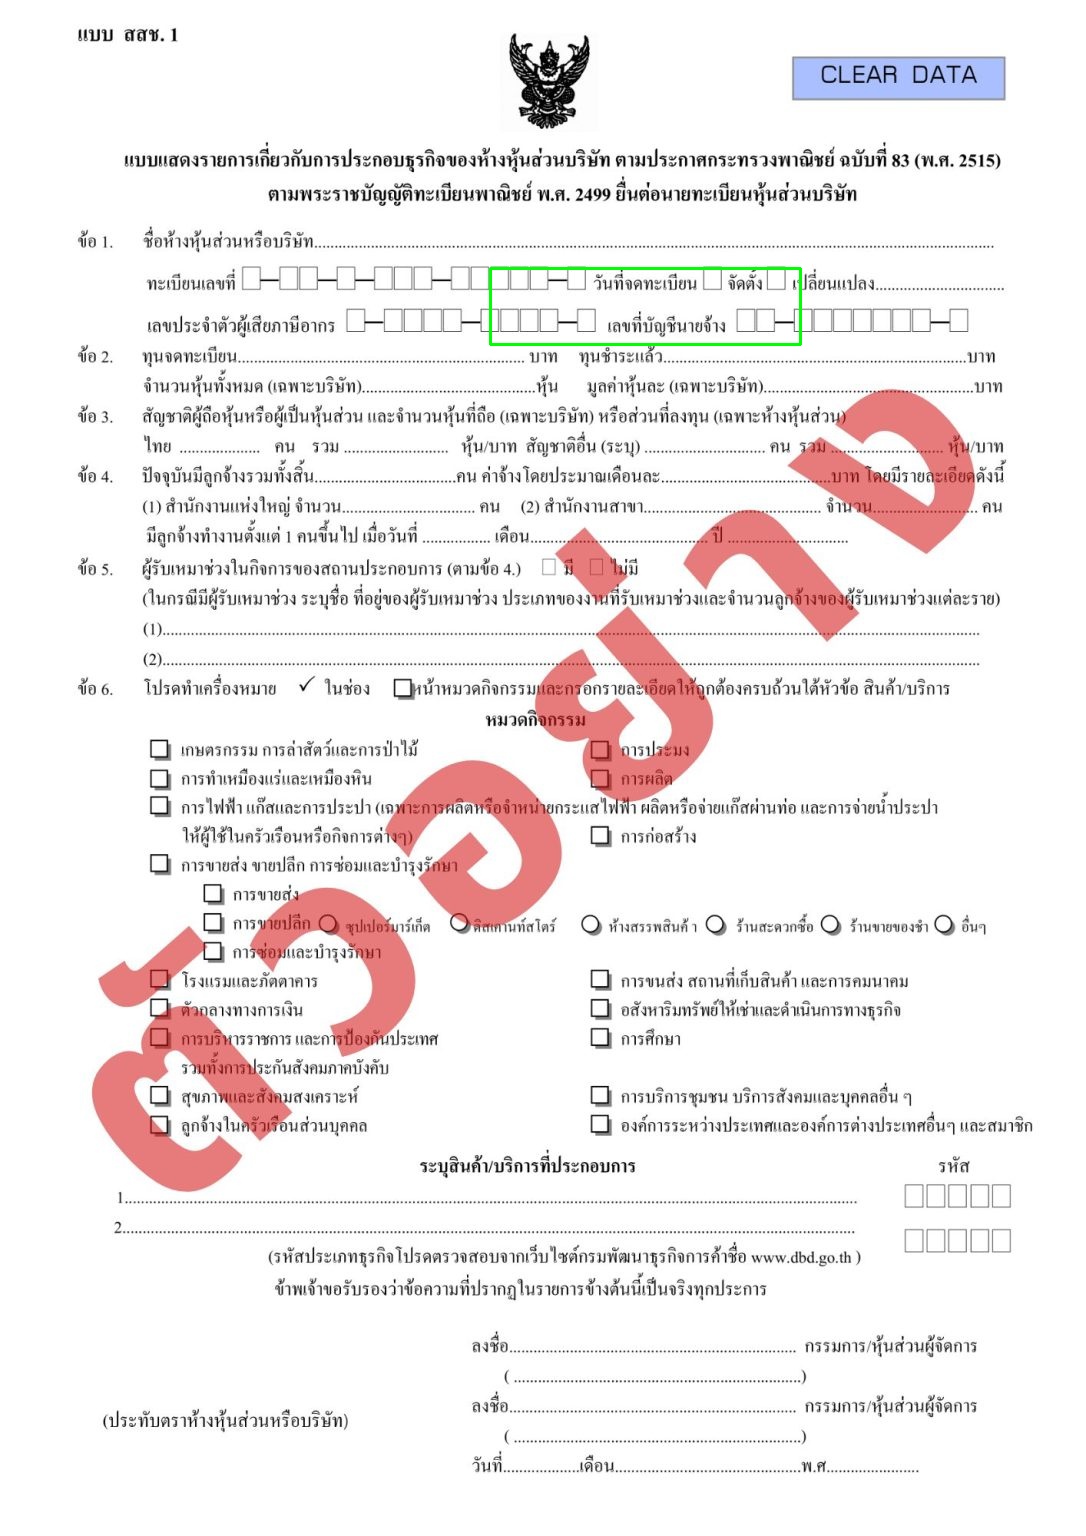 แบบ สสช. 1
CLEAR DATA
แบบแสดงรายการเกี่ยวกับการประกอบธุรกิจของห้างหุ้นส่วนบริษัท ตามประกาศกระทรวงพาณิชย์ ฉบับที่ 83 (พ.ศ. 2515)
ตามพระราชบัญญัติทะเบียนพาณิชย์ พ.ศ. 2499 ยื่นต่อนายทะเบียนหุ้นส่วนบริษัท
ข้อ 1. ชื่อห้างหุ้นส่วนหรือบริษัท
ทะเบียนเลขที่ วันที่จดทะเบียน จัดตั้ง เปลี่ยนแปลง
เลขประจำตัวผู้เสียภาษีอากร เลขที่บัญชีนายจ้าง
ข้อ 2. ทุนจดทะเบียน บาท ทุนชำระแล้ว บาท
จำนวนหุ้นทั้งหมด (เฉพาะบริษัท) หุ้น มูลค่าหุ้นละ (เฉพาะบริษัท) บาท
ข้อ 3. สัญชาติผู้ถือหุ้นหรือผู้เป็นหุ้นส่วน และจำนวนหุ้นที่ถือ (เฉพาะบริษัท) หรือส่วนที่ลงทุน (เฉพาะห้างหุ้นส่วน)
ไทย คน รวม หุ้น/บาท สัญชาติอื่น (ระบุ) คน รวม หุ้น/บาท
ข้อ 4. ปัจจุบันมีลูกจ้างรวมทั้งสิ้น คน ค่าจ้างโดยประมาณเดือนละ บาท โดยมีรายละเอียดดังนี้
(1) สำนักงานแห่งใหญ่ จำนวน คน (2) สำนักงานสาขา จำนวน คน
มีลูกจ้างทำงานตั้งแต่ 1 คนขึ้นไป เมื่อวันที่ เดือน ปี
ข้อ 5. ผู้รับเหมาช่วงในกิจการของสถานประกอบการ (ตามข้อ 4.) มี ไม่มี
(ในกรณีมีผู้รับเหมาช่วง ระบุชื่อ ที่อยู่ของผู้รับเหมาช่วง ประเภทของงานที่รับเหมาช่วงและจำนวนลูกจ้างของผู้รับเหมาช่วงแต่ละราย)
(1)
(2)
ข้อ 6. โปรดทำเครื่องหมาย ✓ ในช่อง หน้าหมวดกิจกรรมและกรอกรายละเอียดให้ถูกต้องครบถ้วนใต้หัวข้อ สินค้า/บริการ
หมวดกิจกรรม
เกษตรกรรม การล่าสัตว์และการป่าไม้ การประมง
การทำเหมืองแร่และเหมืองหิน การผลิต
การไฟฟ้า แก๊สและการประปา (เฉพาะการผลิตหรือจำหน่ายกระแสไฟฟ้า ผลิตหรือจ่ายแก๊สผ่านท่อ และการจ่ายน้ำประปา
ให้ผู้ใช้ในครัวเรือนหรือกิจการต่างๆ) การก่อสร้าง
การขายส่ง ขายปลีก การซ่อมและบำรุงรักษา
การขายส่ง
การขายปลีก ซุปเปอร์มาร์เก็ต ดิสเคานท์สโตร์ ห้างสรรพสินค้า ร้านสะดวกซื้อ ร้านขายของชำ อื่นๆ
การซ่อมและบำรุงรักษา
โรงแรมและภัตตาคาร การขนส่ง สถานที่เก็บสินค้า และการคมนาคม
ตัวกลางทางการเงิน อสังหาริมทรัพย์ให้เช่าและดำเนินการทางธุรกิจ
การบริหารราชการ และการป้องกันประเทศ การศึกษา
รวมทั้งการประกันสังคมภาคบังคับ
สุขภาพและสังคมสงเคราะห์ การบริการชุมชน บริการสังคมและบุคคลอื่น ๆ
ลูกจ้างในครัวเรือนส่วนบุคคล องค์การระหว่างประเทศและองค์การต่างประเทศอื่นๆ และสมาชิก
ระบุสินค้า/บริการที่ประกอบการ รหัส
1.
2.
(รหัสประเภทธุรกิจโปรดตรวจสอบจากเว็บไซต์กรมพัฒนาธุรกิจการค้าชื่อ www.dbd.go.th )
ข้าพเจ้าขอรับรองว่าข้อความที่ปรากฏในรายการข้างต้นนี้เป็นจริงทุกประการ
ลงชื่อ กรรมการ/หุ้นส่วนผู้จัดการ
( )
ลงชื่อ กรรมการ/หุ้นส่วนผู้จัดการ
(ประทับตราห้างหุ้นส่วนหรือบริษัท)
( )
วันที่ เดือน พ.ศ.
ตัวอย่าง